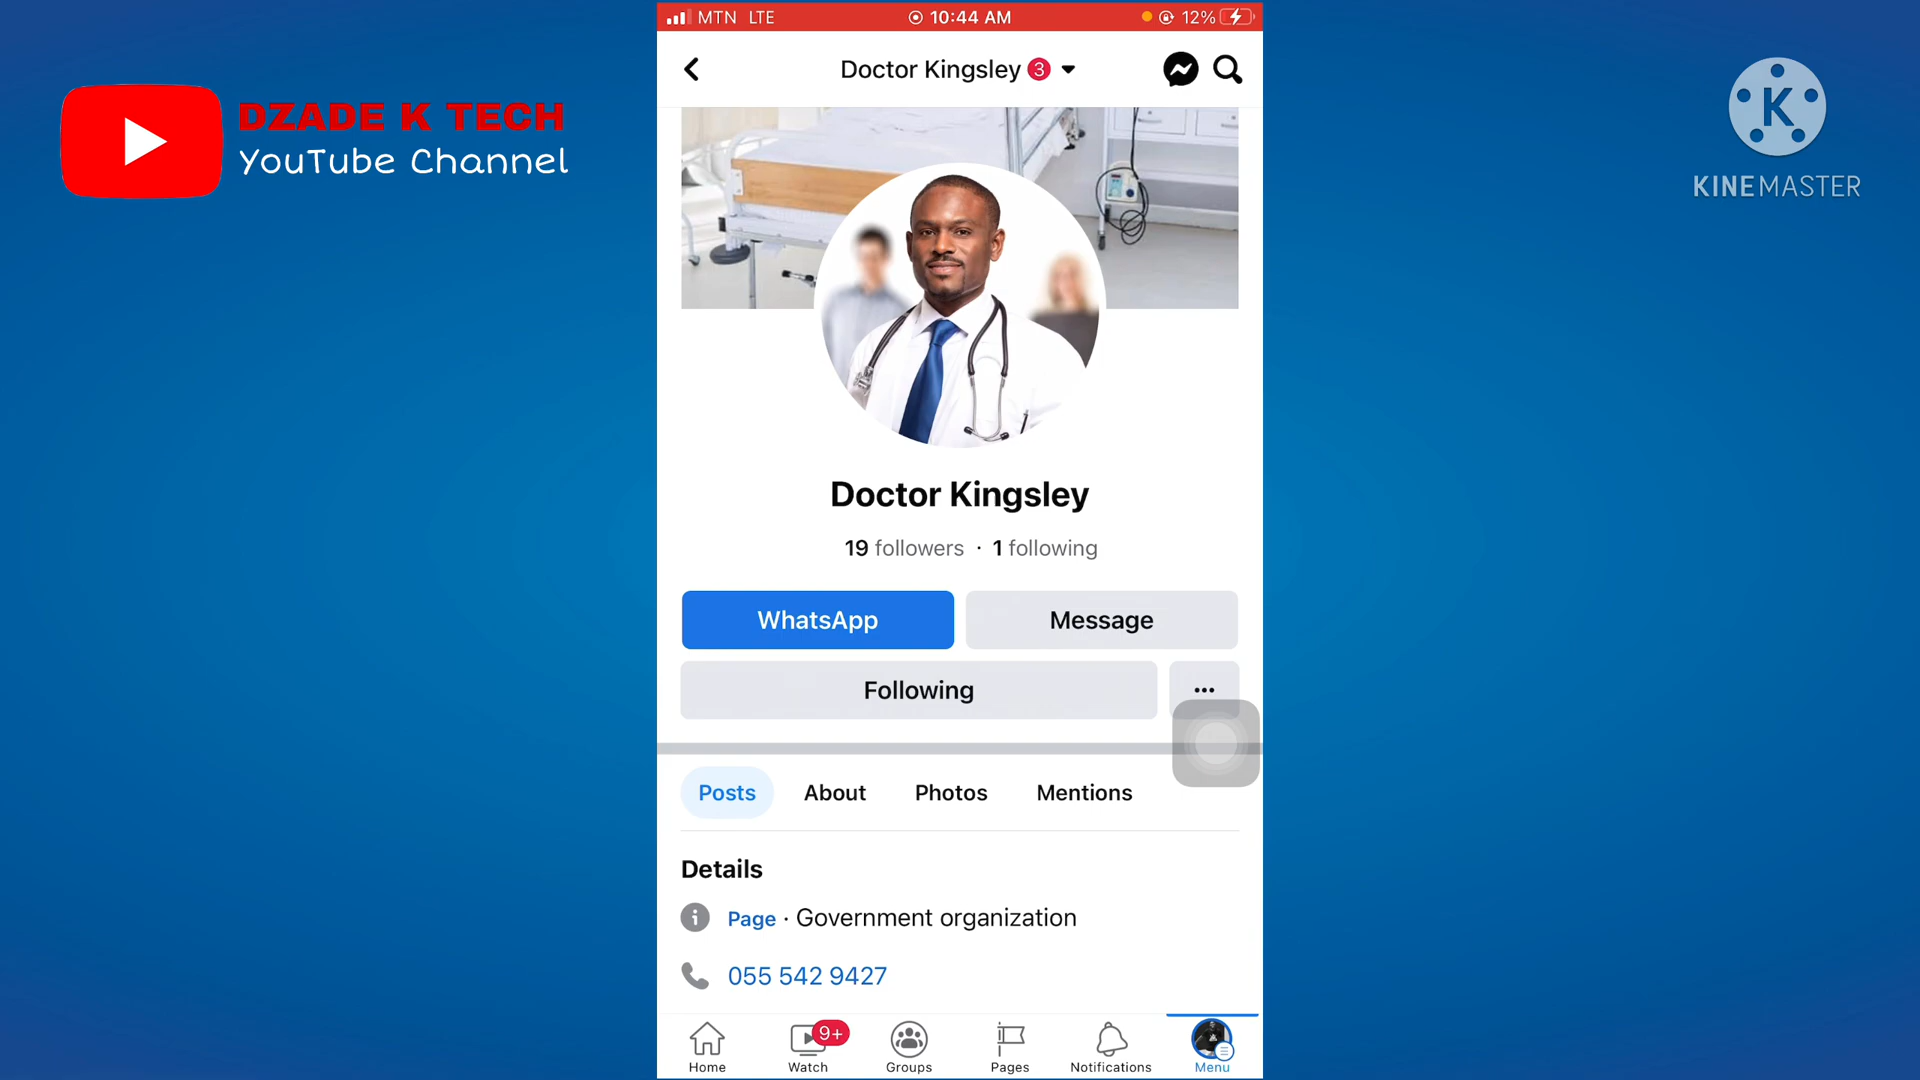 MTN LTE 10:44 AM 12%
DZADE K TECH
YouTube Channel
K
KINEMASTER
Doctor Kingsley 3
Doctor Kingsley
19 followers · 1 following
WhatsApp Message
Following ...
Posts About Photos Mentions
Details
Page · Government organization
055 542 9427
9+
Home Watch Groups Pages Notifications Menu